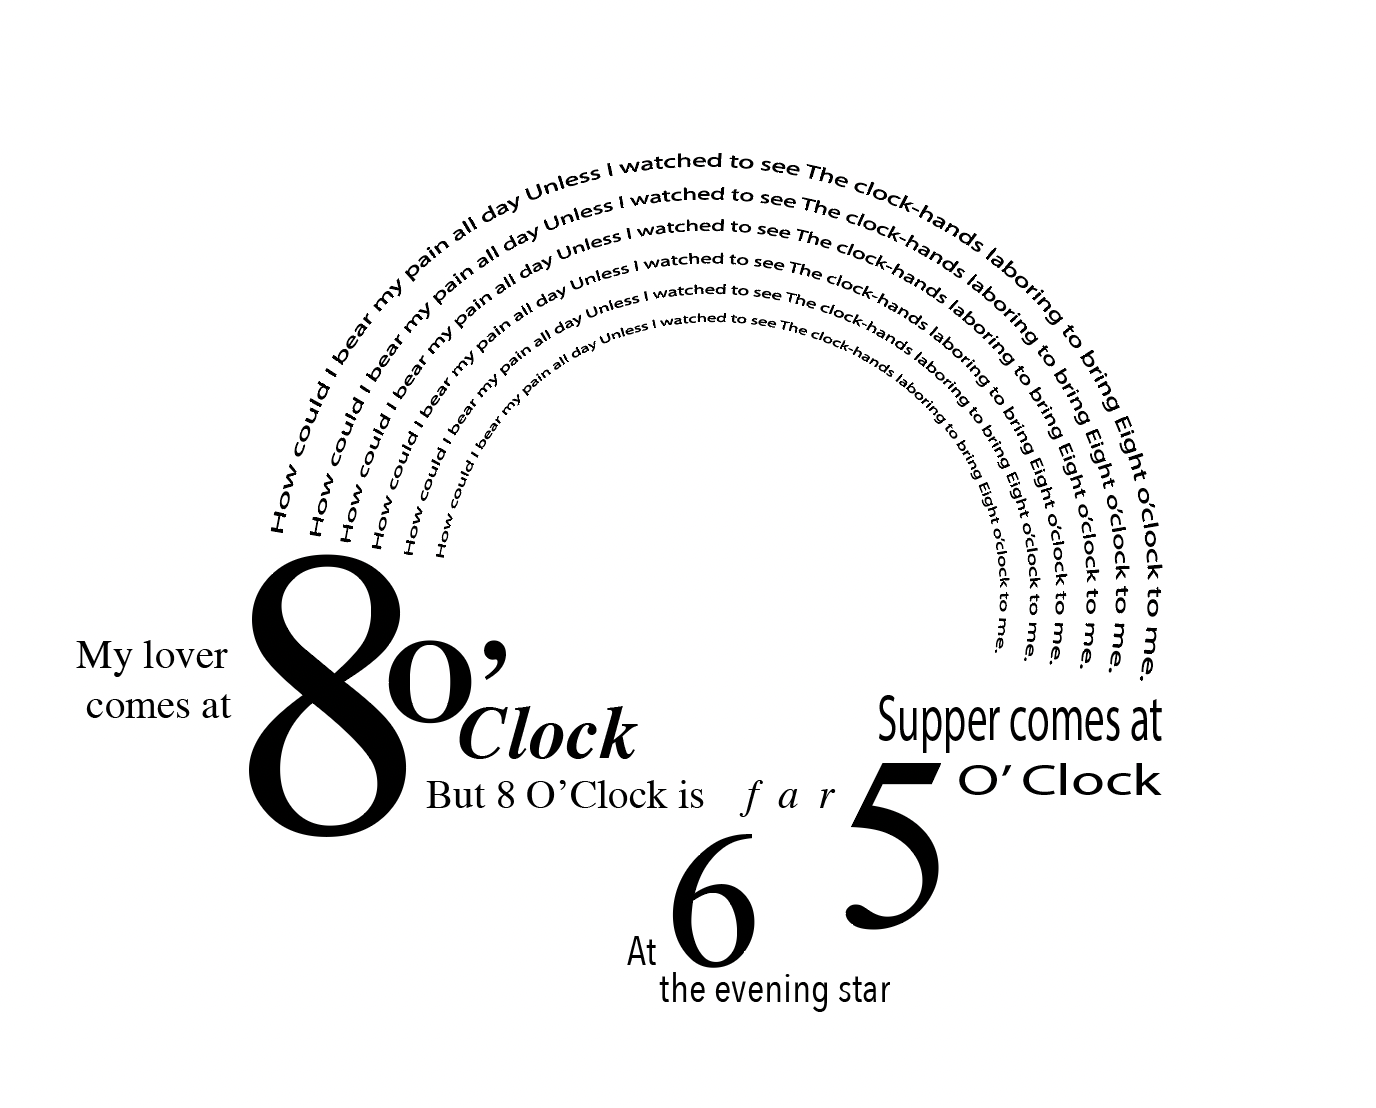 How could I bear my pain all day Unless I watched to see The clock-hands laboring to bring Eight o'clock to me.
How could I bear my pain all day Unless I watched to see The clock-hands laboring to bring Eight o'clock to me.
How could I bear my pain all day Unless I watched to see The clock-hands laboring to bring Eight o'clock to me.
How could I bear my pain all day Unless I watched to see The clock-hands laboring to bring Eight o'clock to me.
How could I bear my pain all day Unless I watched to see The clock-hands laboring to bring Eight o'clock to me.
How could I bear my pain all day Unless I watched to see The clock-hands laboring to bring Eight o'clock to me.
My lover
comes at
8 O’
Clock
But 8 O’Clock is far
Supper comes at
5 O’ Clock
At 6
the evening star